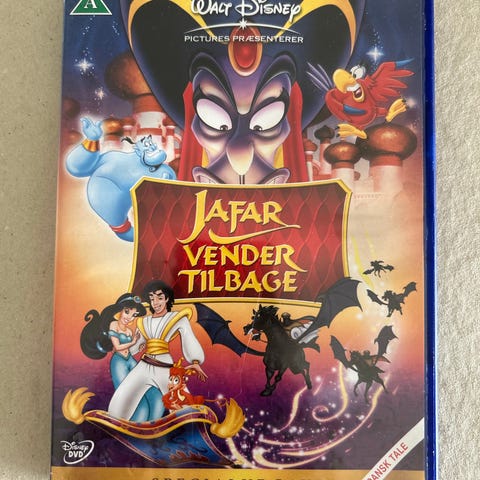 A
WALT DISNEY
PICTURES PRÆSENTERER
JAFAR
VENDER
TILBAGE
DISNEY
DVD
DANSK TALE